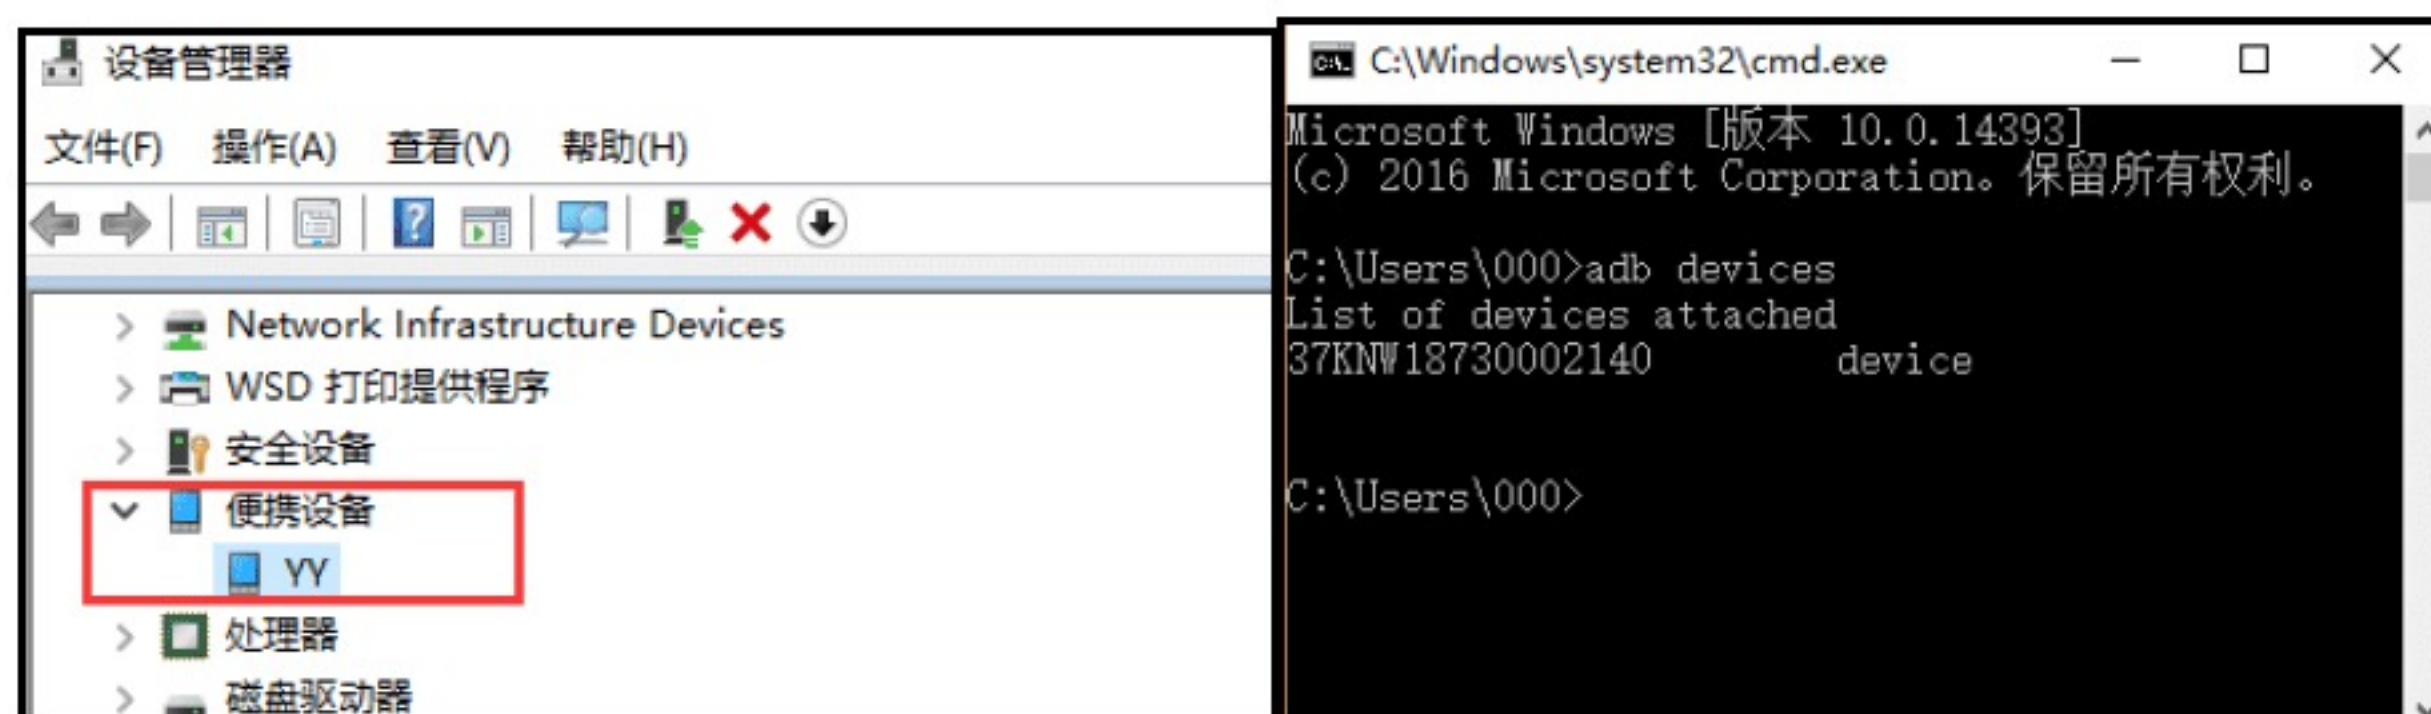 设备管理器
文件(F) 操作(A) 查看(V) 帮助(H)
Network Infrastructure Devices
WSD 打印提供程序
安全设备
便携设备
YY
处理器
磁盘驱动器
C:\Windows\system32\cmd.exe
Microsoft Windows [版本 10.0.14393]
(c) 2016 Microsoft Corporation。保留所有权利。
C:\Users\000>adb devices
List of devices attached
37KNW18730002140 device
C:\Users\000>